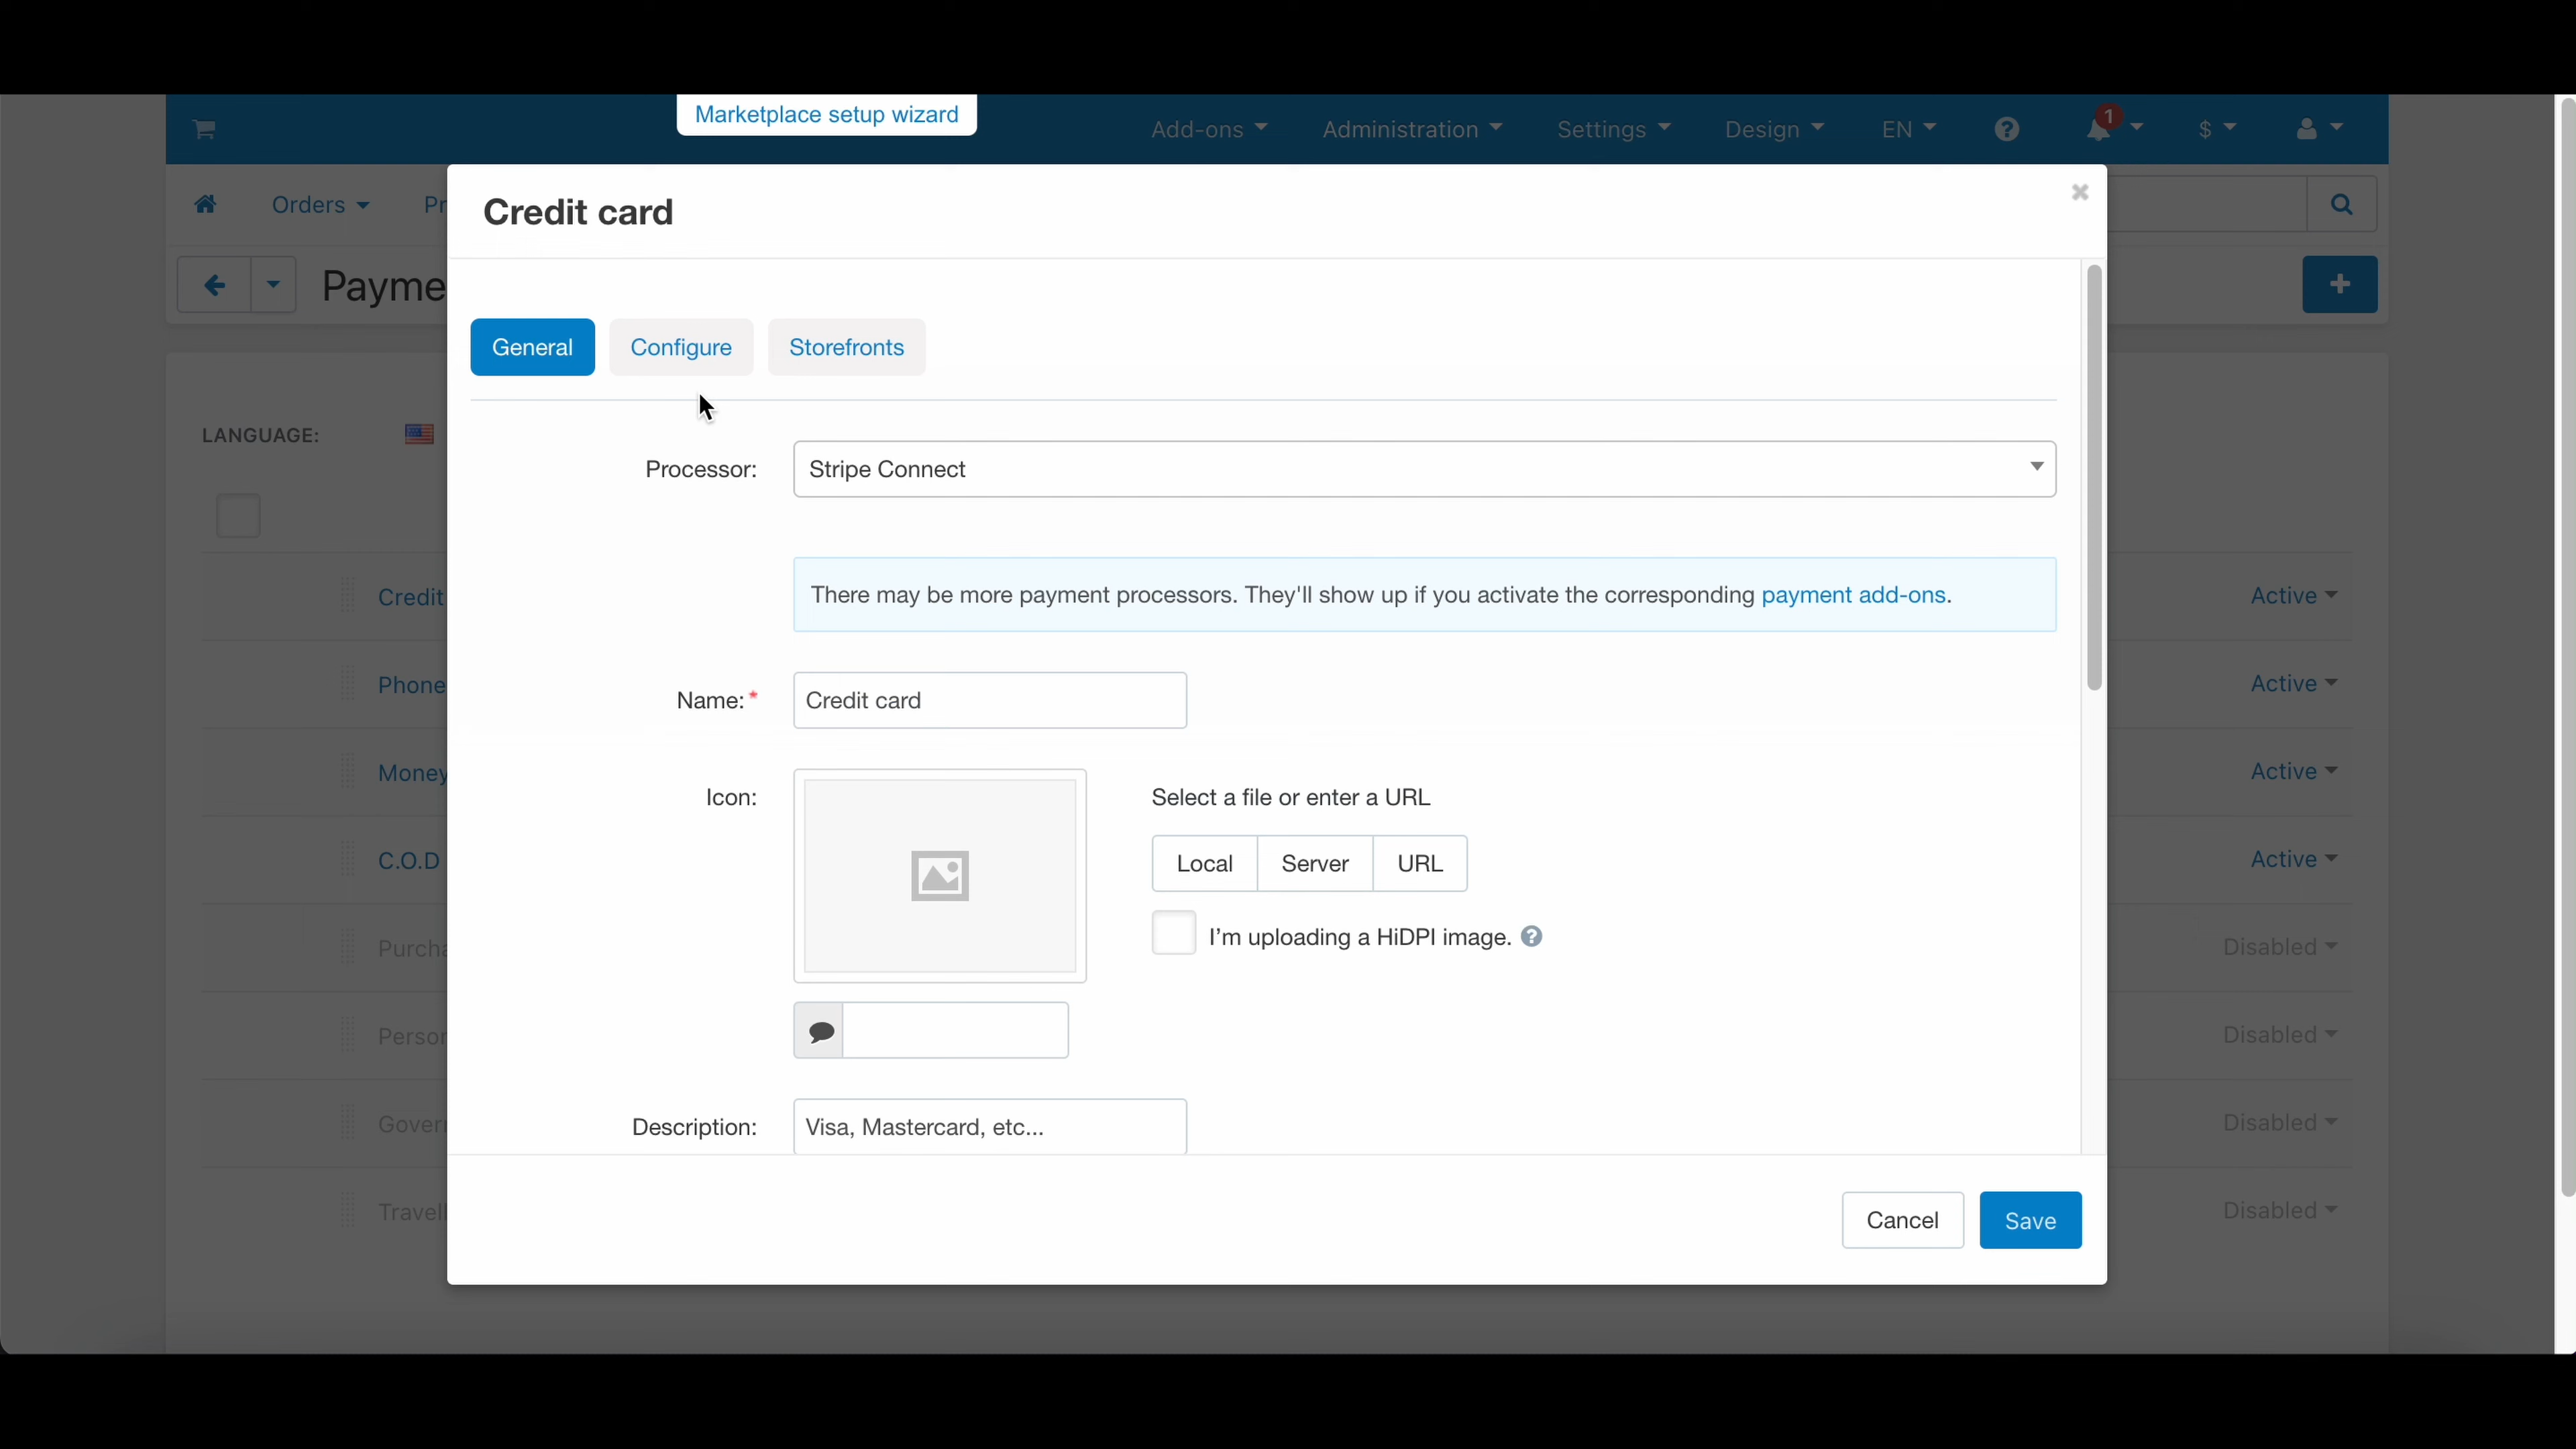 Marketplace setup wizard
Add-ons
Administration
Settings
Design
EN
1
$
Orders
Pr
Credit card
Payme
General
Configure
Storefronts
LANGUAGE:
Processor:
Stripe Connect
There may be more payment processors. They'll show up if you activate the corresponding payment add-ons.
Credit
Active
Phone
Active
Name: *
Credit card
Money
Active
Icon:
Select a file or enter a URL
Local
Server
URL
C.O.D
Active
I'm uploading a HiDPI image.
Purcha
Disabled
Person
Disabled
Description:
Visa, Mastercard, etc...
Govern
Disabled
Travell
Disabled
Cancel
Save